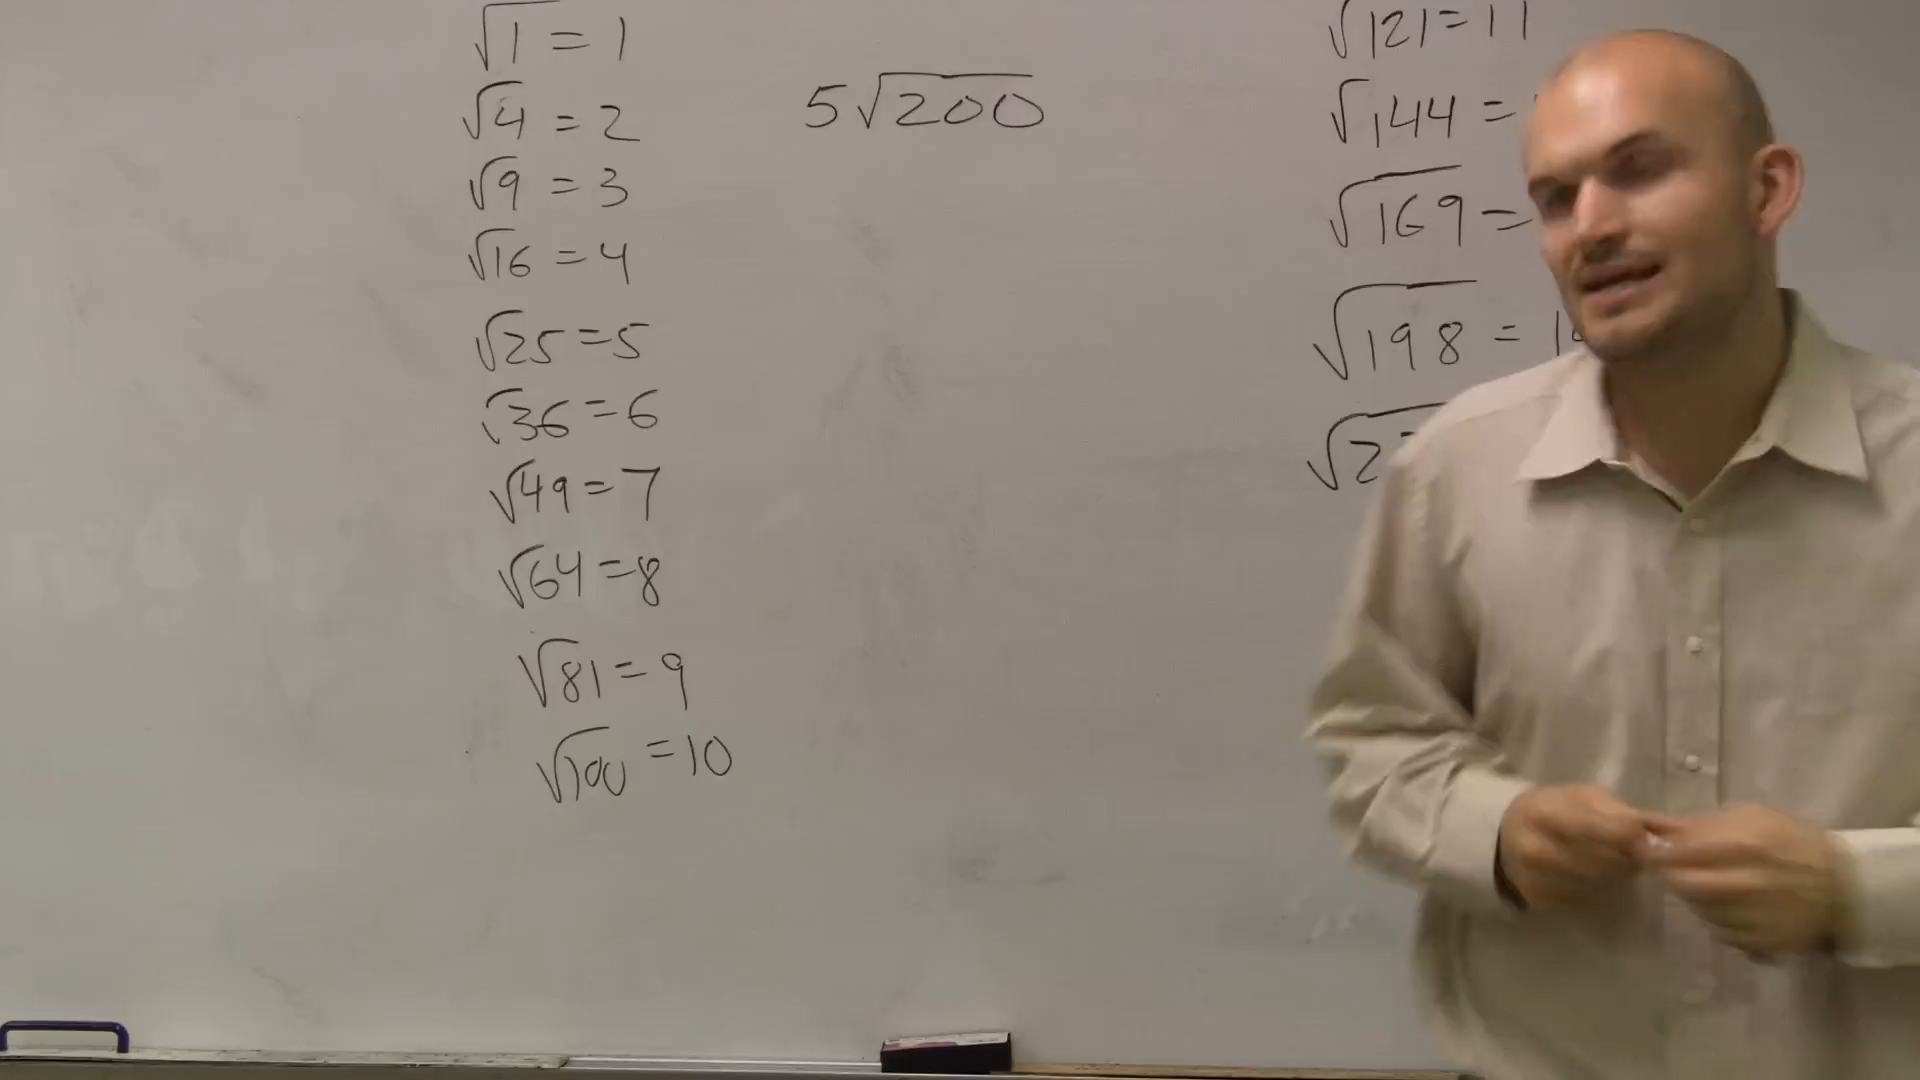 √1 = 1
√4 = 2
√9 = 3
√16 = 4
√25 = 5
√36 = 6
√49 = 7
√64 = 8
√81 = 9
√100 = 10
5√200
√121 = 11
√144 =
√169 =
√198 =